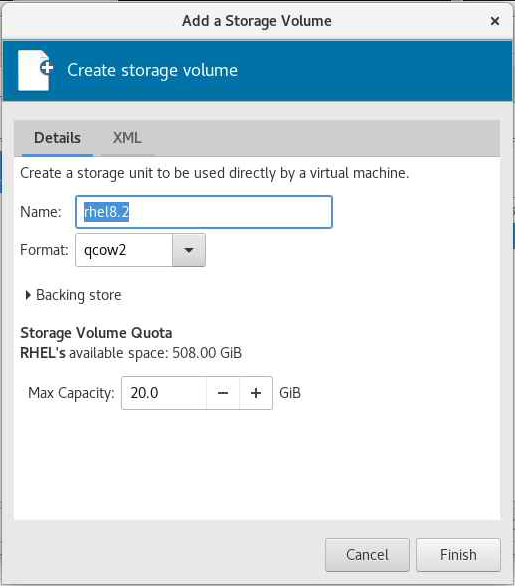 Add a Storage Volume ×
Create storage volume
Details XML
Create a storage unit to be used directly by a virtual machine.
Name: rhel8.2
Format: qcow2
Backing store
Storage Volume Quota
RHEL's available space: 508.00 GiB
Max Capacity: 20.0 − + GiB
Cancel Finish